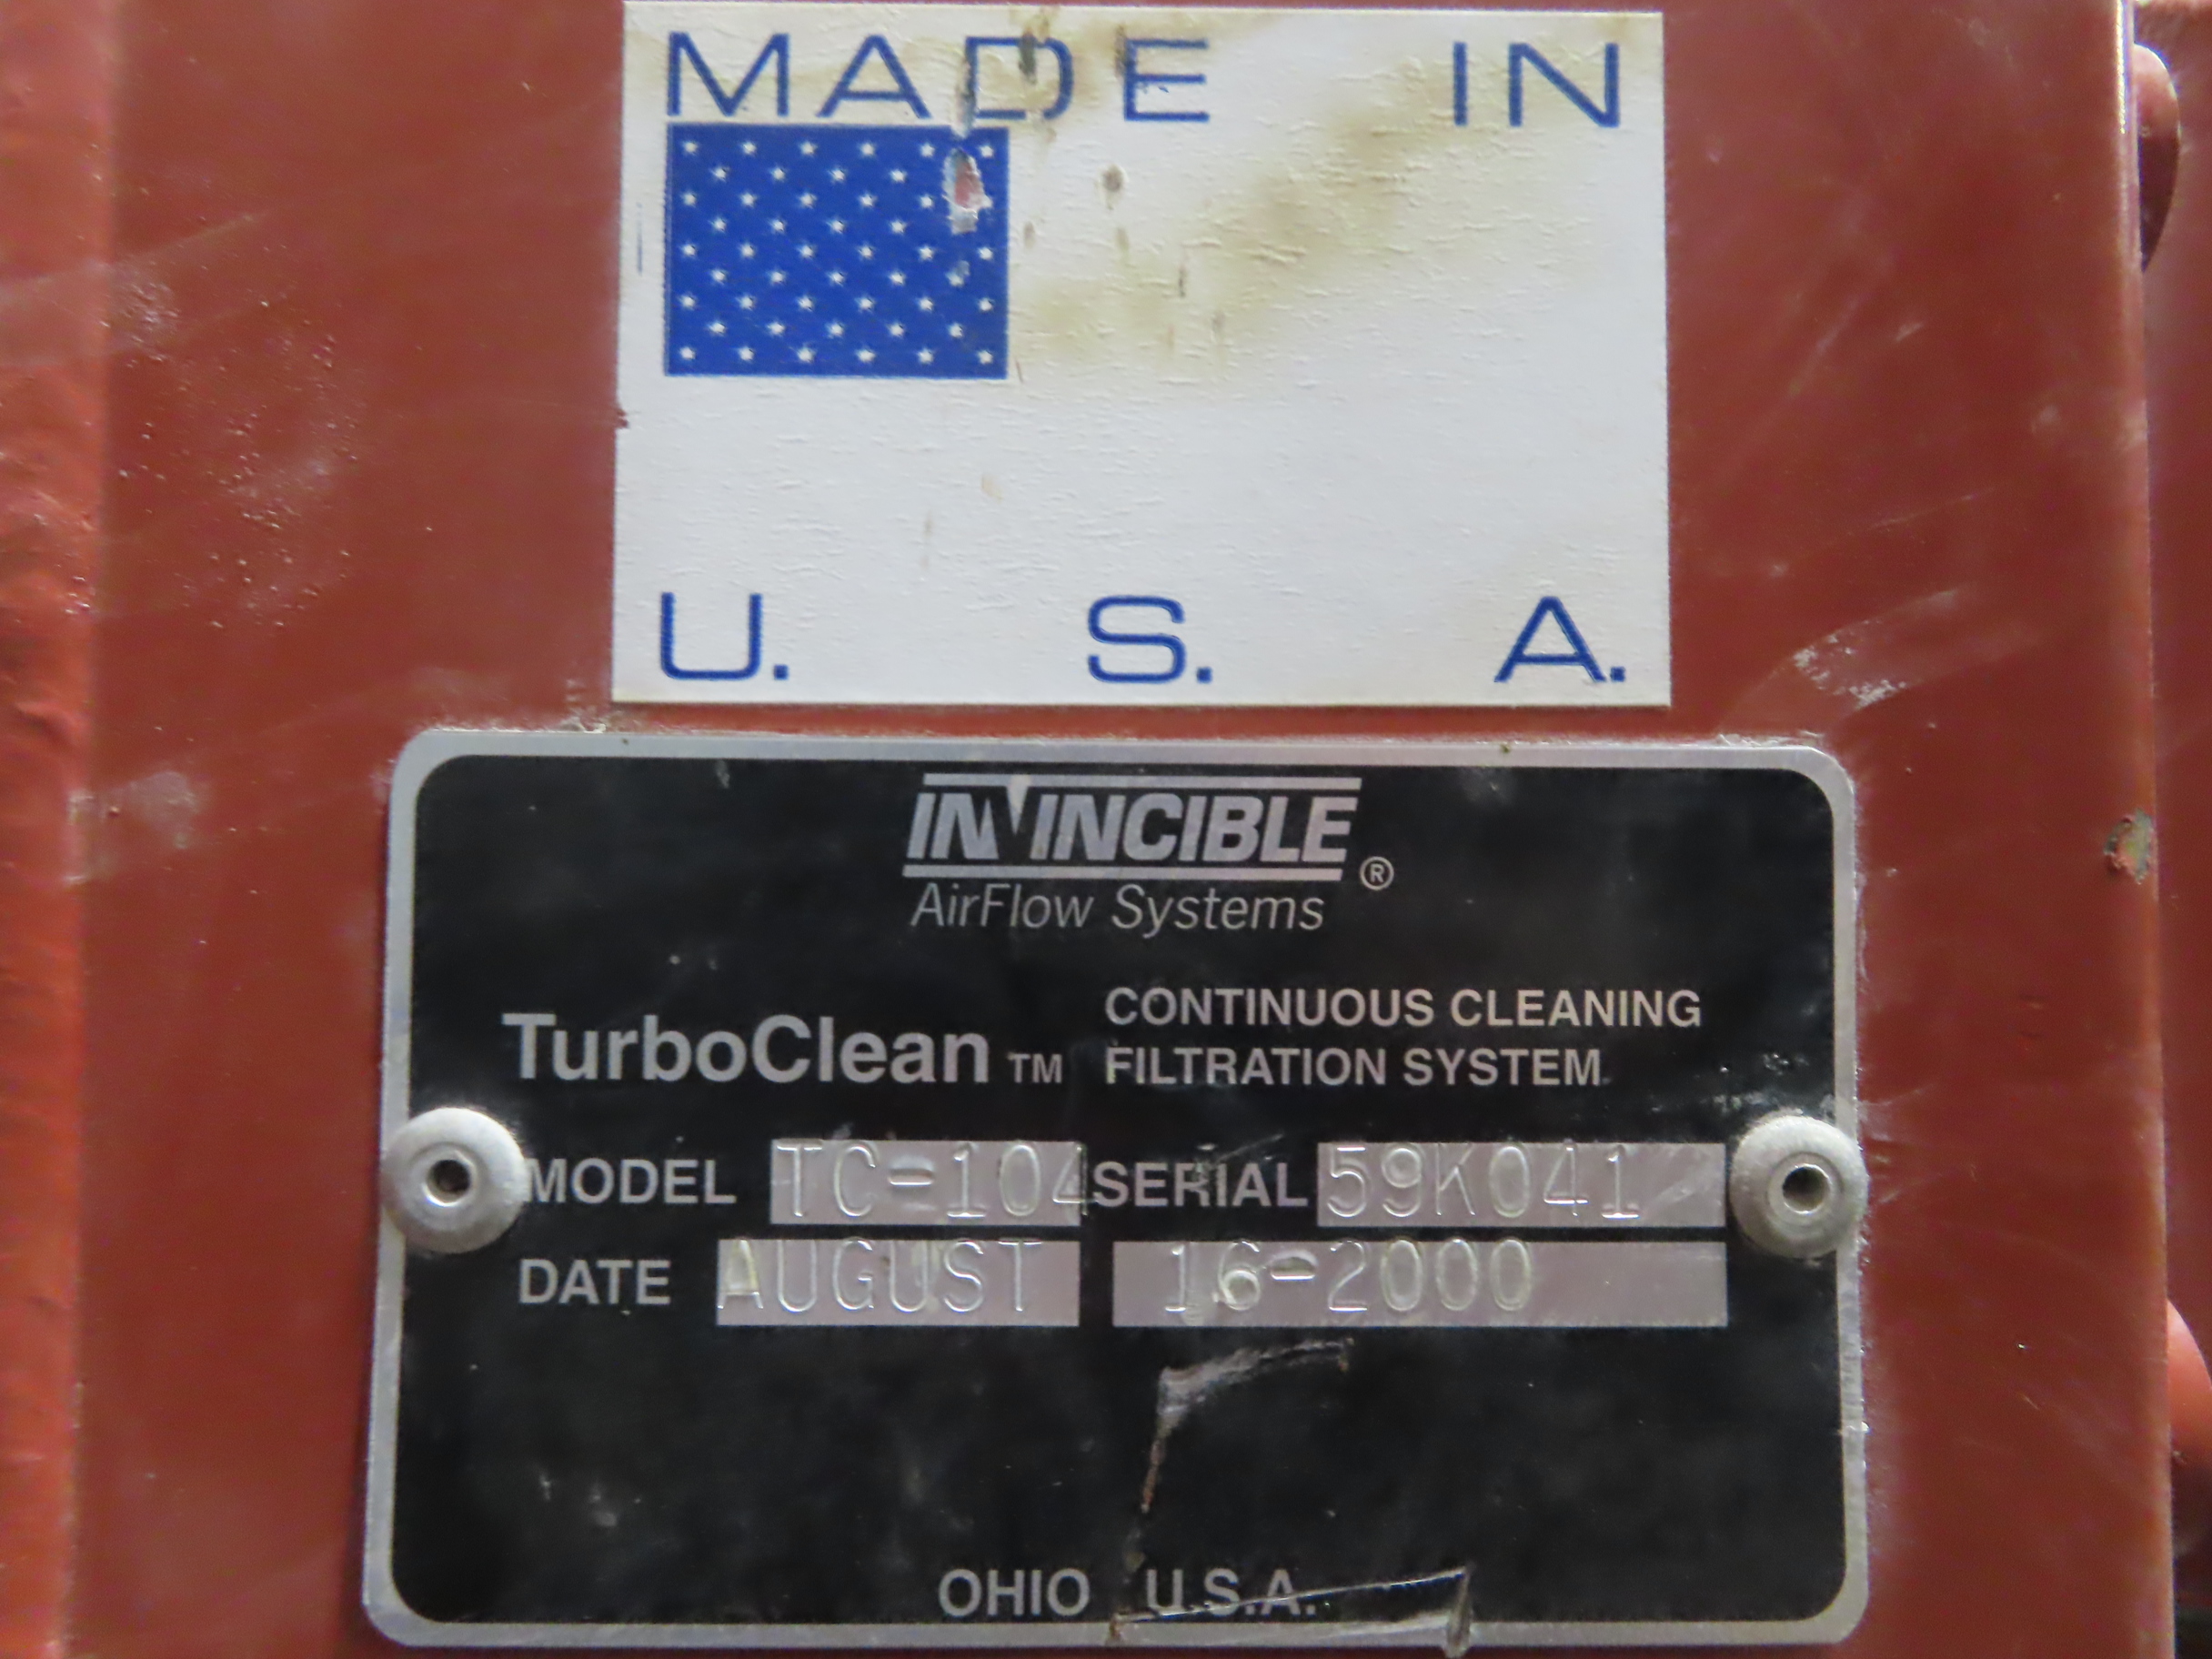 MADE IN
U. S. A.
INVINCIBLE ®
AirFlow Systems
TurboClean TM CONTINUOUS CLEANING
FILTRATION SYSTEM
MODEL TC-104 SERIAL 59K041
DATE AUGUST 16-2000
OHIO U.S.A.